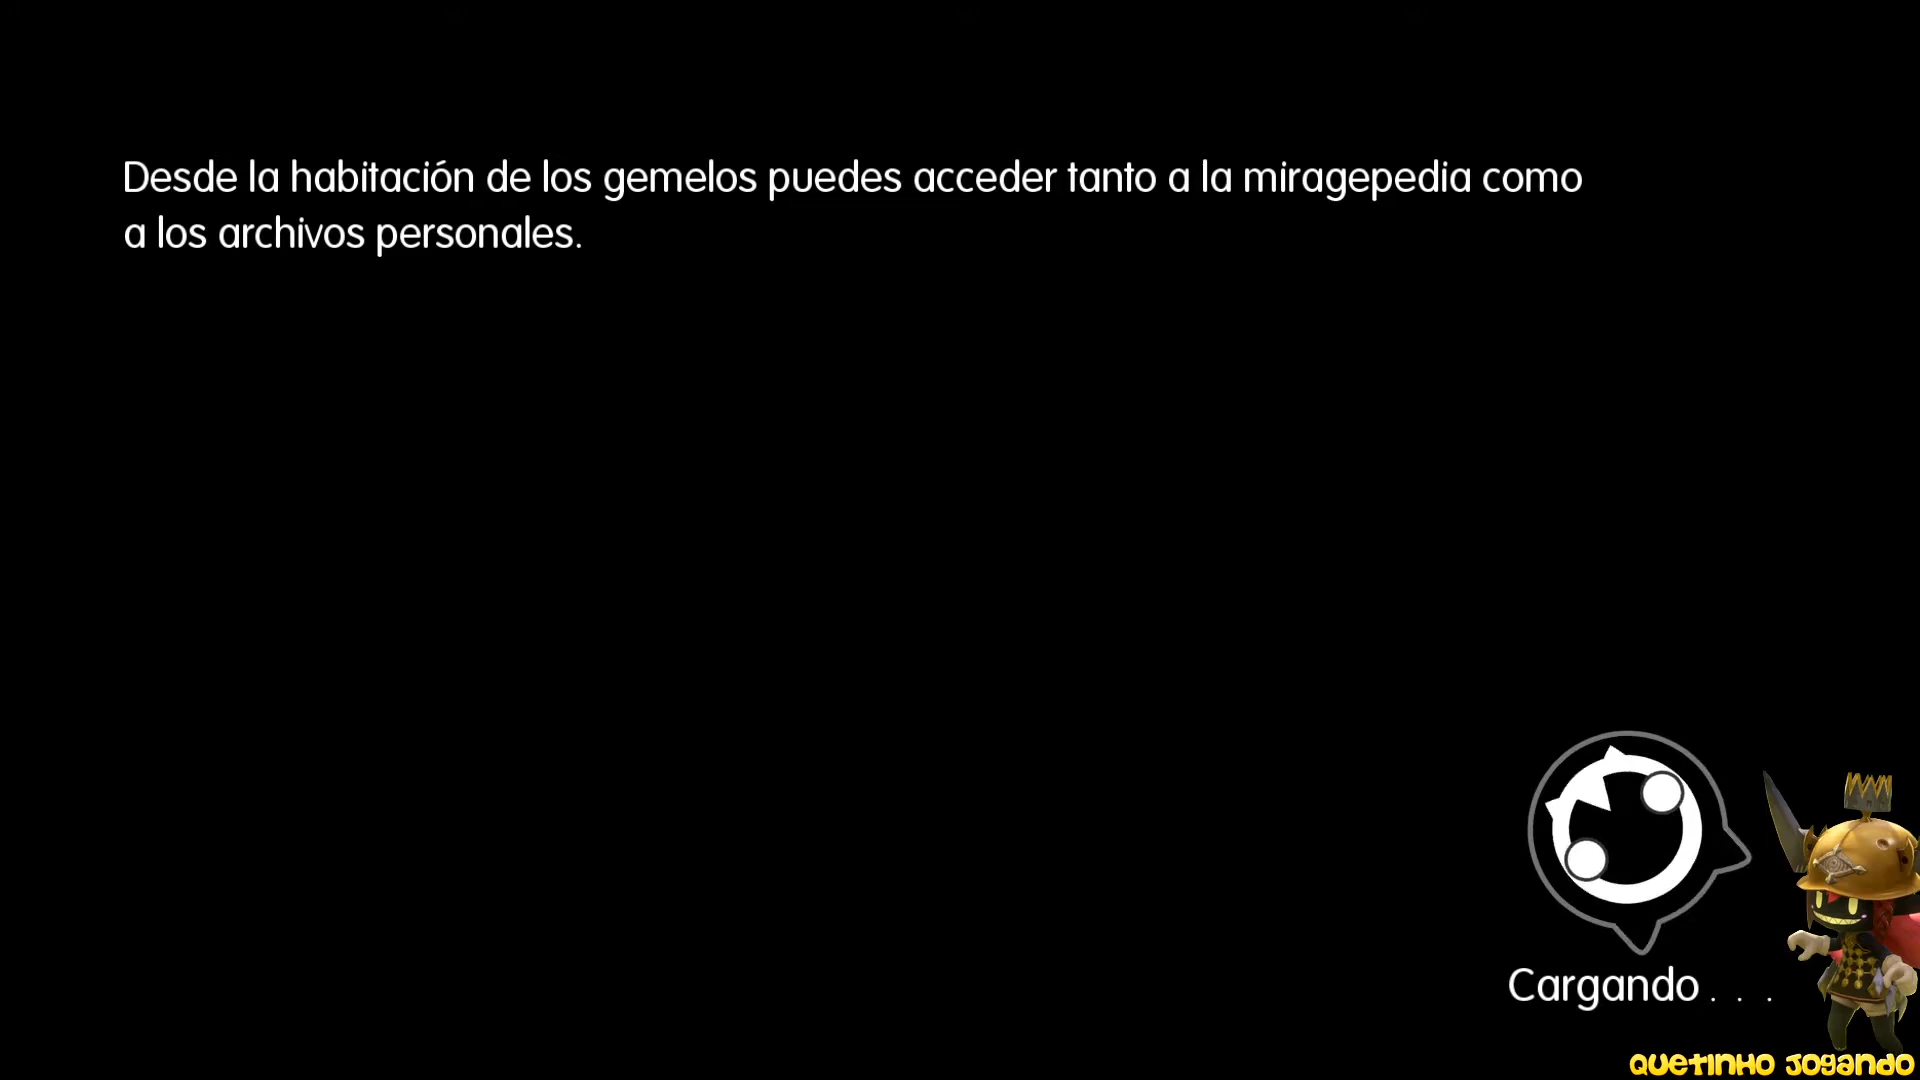 Desde la habitación de los gemelos puedes acceder tanto a la miragepedia como
a los archivos personales.
Cargando . . .
QUETINHO JOGANDO